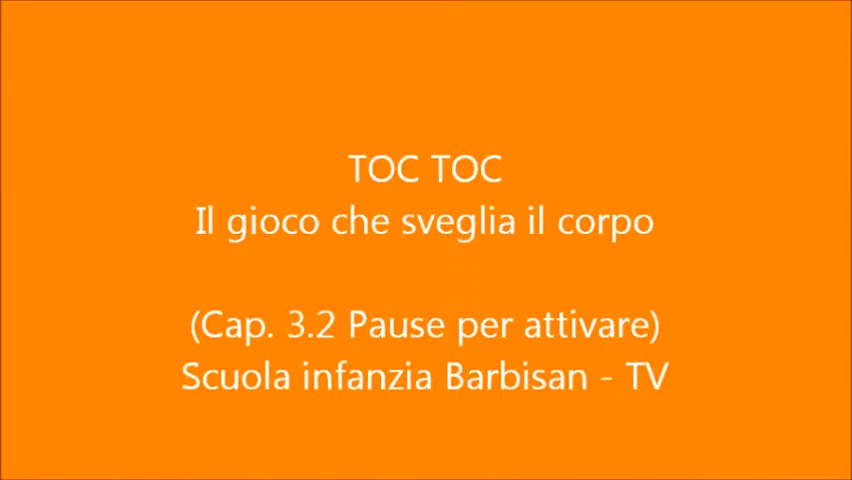 TOC TOC
Il gioco che sveglia il corpo
(Cap. 3.2 Pause per attivare)
Scuola infanzia Barbisan - TV